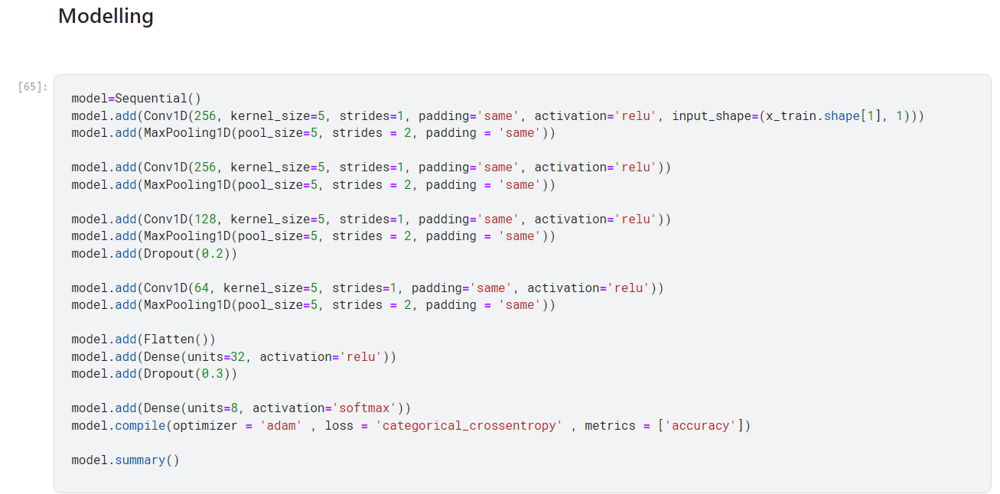 Modelling
[65]:
model=Sequential()
model.add(Conv1D(256, kernel_size=5, strides=1, padding='same', activation='relu', input_shape=(x_train.shape[1], 1)))
model.add(MaxPooling1D(pool_size=5, strides = 2, padding = 'same'))
model.add(Conv1D(256, kernel_size=5, strides=1, padding='same', activation='relu'))
model.add(MaxPooling1D(pool_size=5, strides = 2, padding = 'same'))
model.add(Conv1D(128, kernel_size=5, strides=1, padding='same', activation='relu'))
model.add(MaxPooling1D(pool_size=5, strides = 2, padding = 'same'))
model.add(Dropout(0.2))
model.add(Conv1D(64, kernel_size=5, strides=1, padding='same', activation='relu'))
model.add(MaxPooling1D(pool_size=5, strides = 2, padding = 'same'))
model.add(Flatten())
model.add(Dense(units=32, activation='relu'))
model.add(Dropout(0.3))
model.add(Dense(units=8, activation='softmax'))
model.compile(optimizer = 'adam' , loss = 'categorical_crossentropy' , metrics = ['accuracy'])
model.summary()